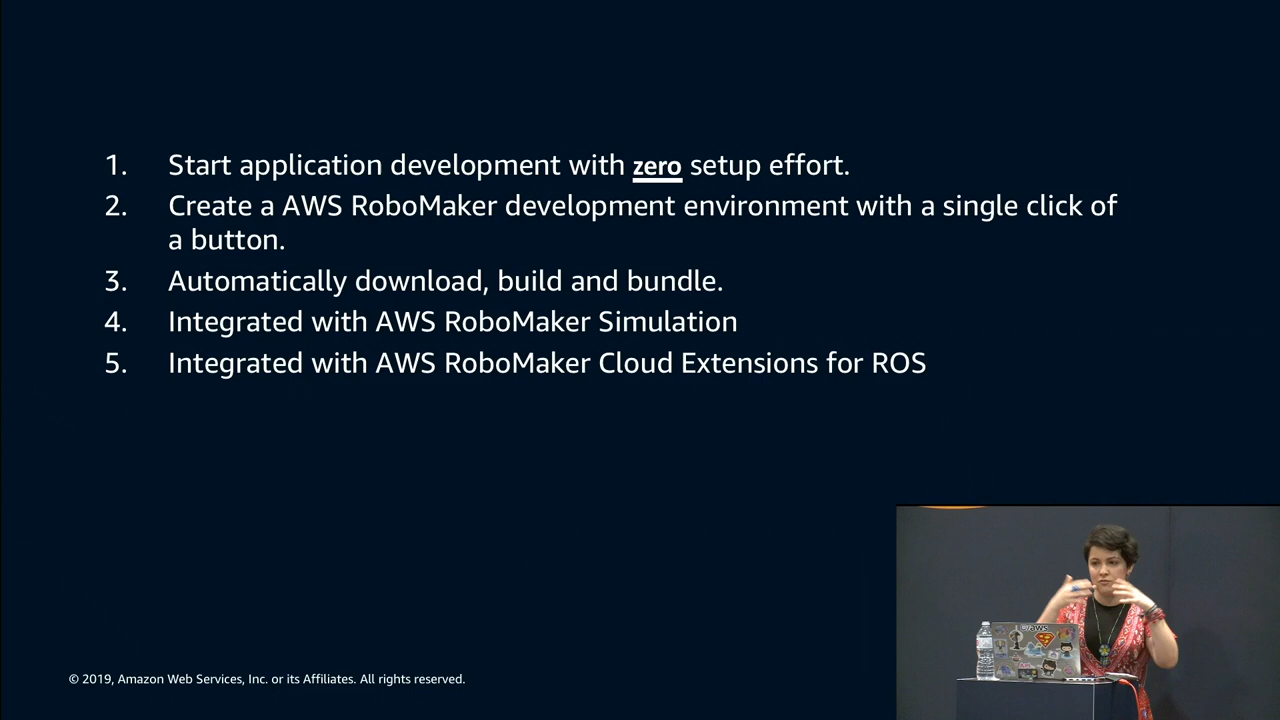 1. Start application development with zero setup effort.
2. Create a AWS RoboMaker development environment with a single click of
a button.
3. Automatically download, build and bundle.
4. Integrated with AWS RoboMaker Simulation
5. Integrated with AWS RoboMaker Cloud Extensions for ROS
aws
© 2019, Amazon Web Services, Inc. or its Affiliates. All rights reserved.